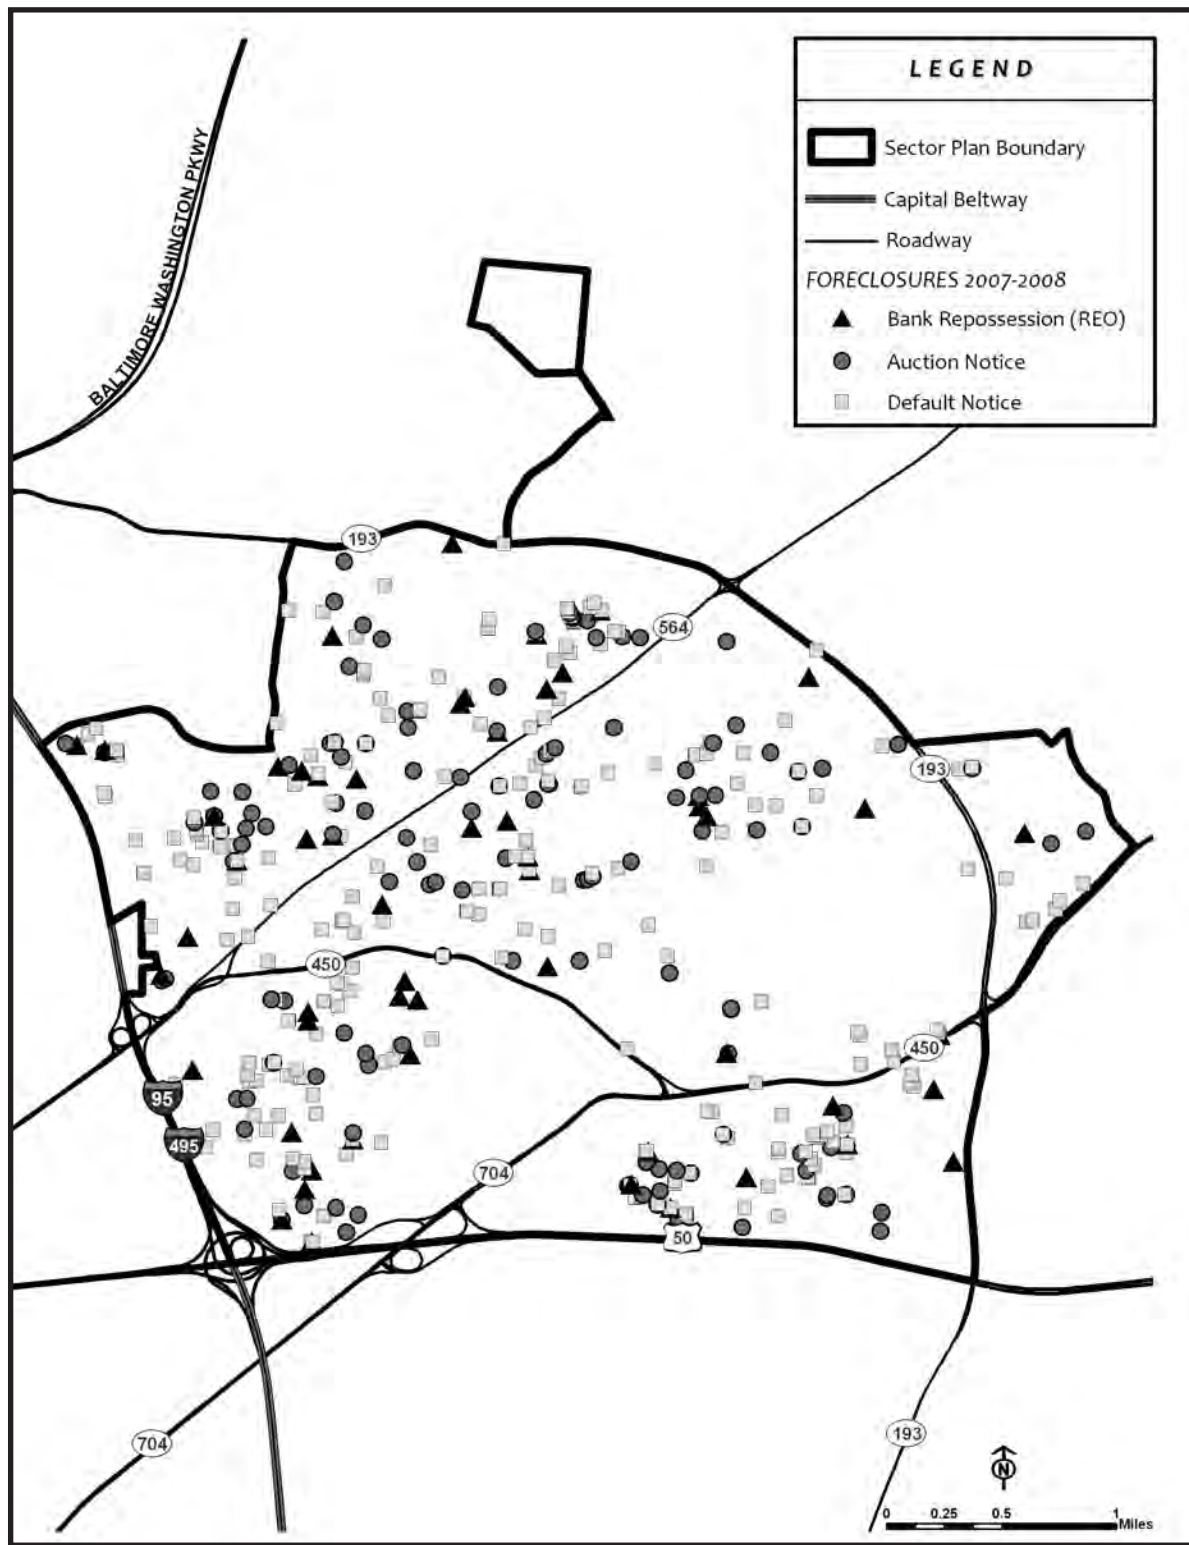 LEGEND
Sector Plan Boundary
Capital Beltway
Roadway
FORECLOSURES 2007-2008
Bank Repossession (REO)
Auction Notice
Default Notice
BALTIMORE WASHINGTON PKWY
193
564
193
450
450
95
495
704
50
704
193
N
0 0.25 0.5 1
Miles